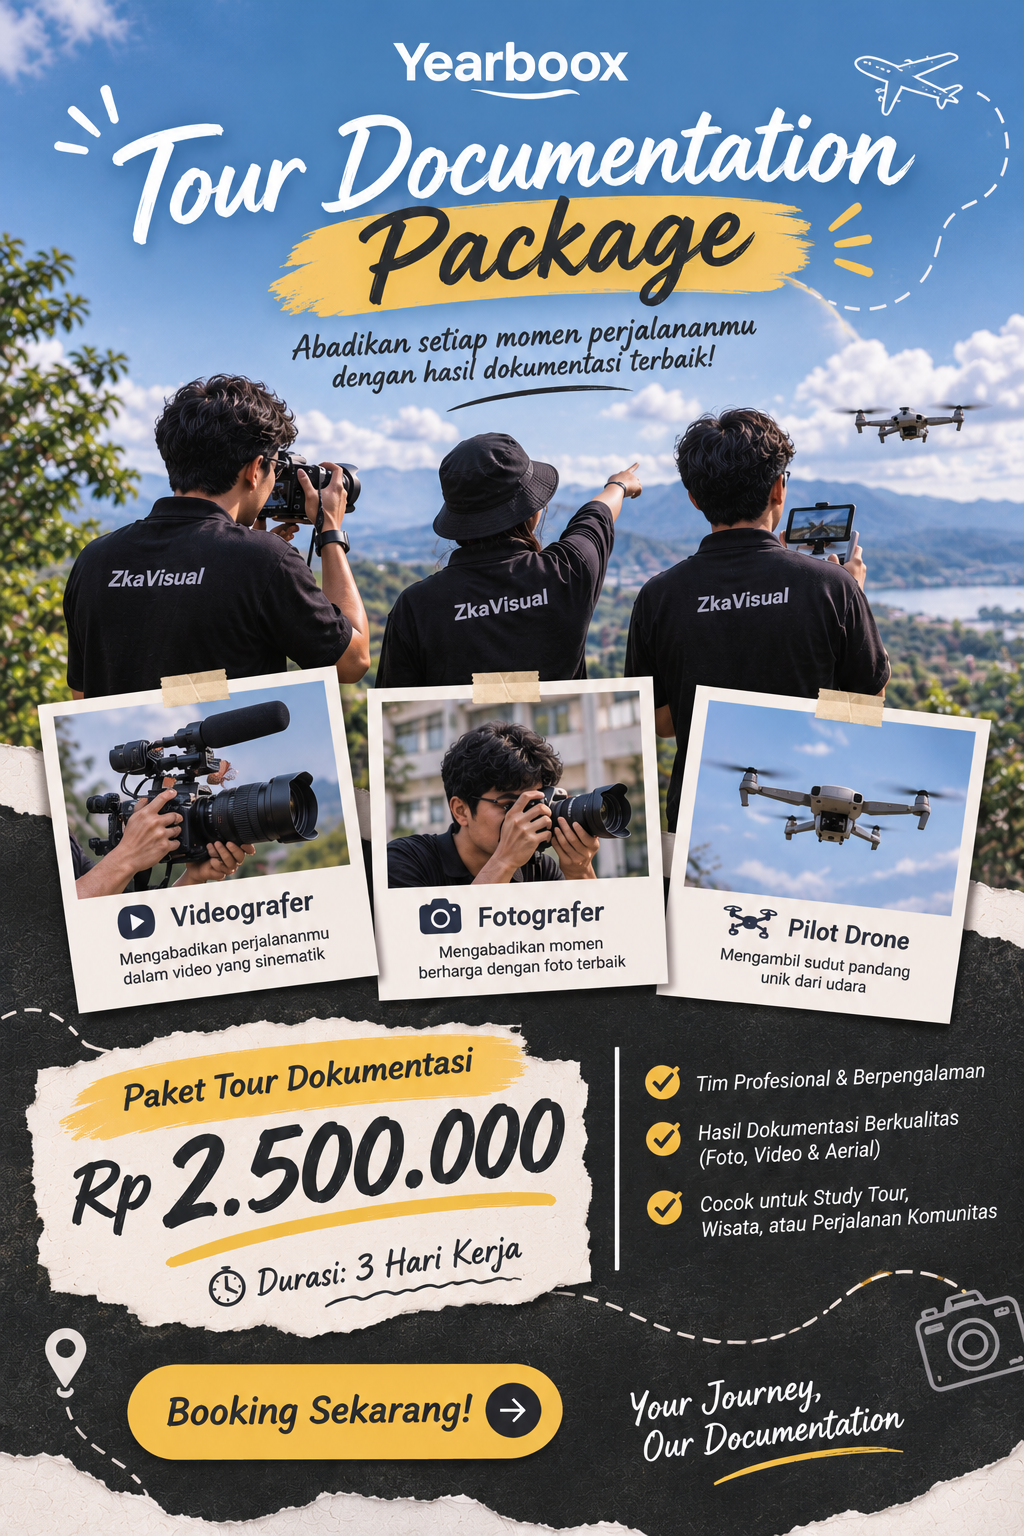 Yearboox
Tour Documentation
Package
Abadikan setiap momen perjalananmu
dengan hasil dokumentasi terbaik!
ZkaVisual
ZkaVisual
ZkaVisual
Videografer
Mengabadikan perjalananmu
dalam video yang sinematik
Fotografer
Mengabadikan momen
berharga dengan foto terbaik
Pilot Drone
Mengambil sudut pandang
unik dari udara
Paket Tour Dokumentasi
Rp 2.500.000
Durasi: 3 Hari Kerja
Tim Profesional & Berpengalaman
Hasil Dokumentasi Berkualitas
(Foto, Video & Aerial)
Cocok untuk Study Tour,
Wisata, atau Perjalanan Komunitas
Booking Sekarang!
Your Journey,
Our Documentation